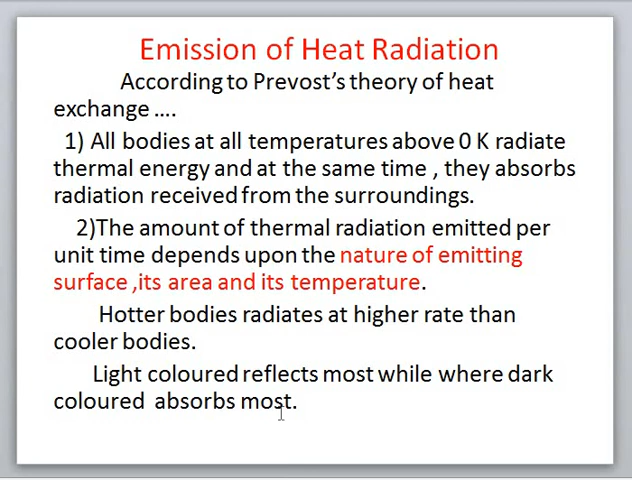 Emission of Heat Radiation
According to Prevost's theory of heat
exchange ....
1) All bodies at all temperatures above 0 K radiate
thermal energy and at the same time , they absorbs
radiation received from the surroundings.
2)The amount of thermal radiation emitted per
unit time depends upon the nature of emitting
surface ,its area and its temperature.
Hotter bodies radiates at higher rate than
cooler bodies.
Light coloured reflects most while where dark
coloured absorbs most.